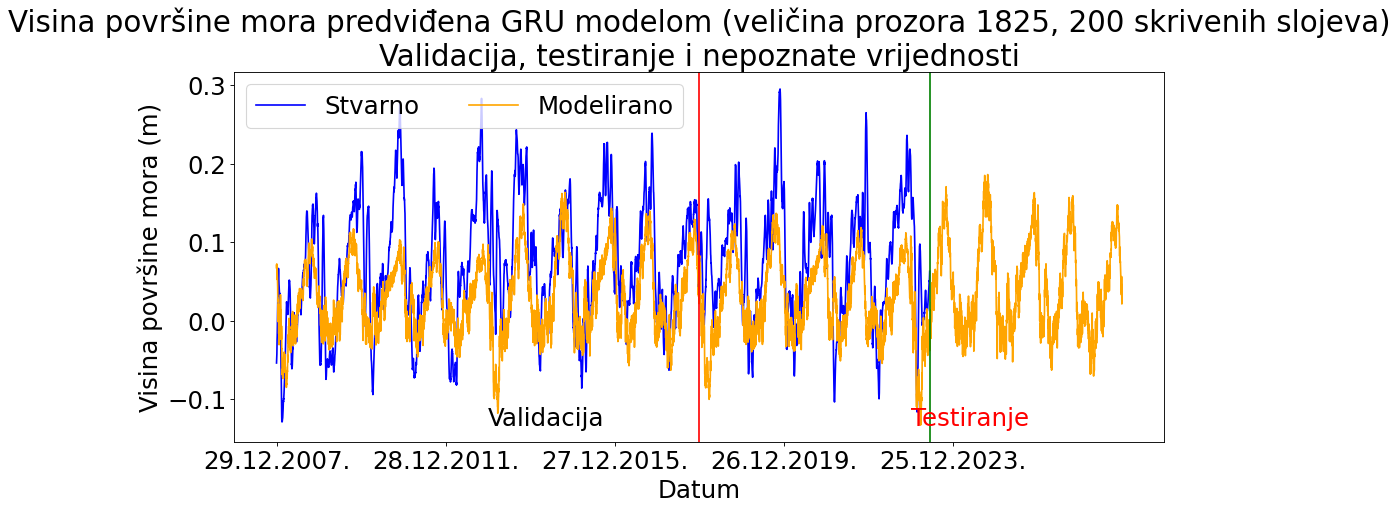 Visina površine mora predviđena GRU modelom (veličina prozora 1825, 200 skrivenih slojeva)
Validacija, testiranje i nepoznate vrijednosti
Stvarno
Modelirano
Visina površine mora (m)
0.3
0.2
0.1
0.0
−0.1
Validacija
Testiranje
29.12.2007.
28.12.2011.
27.12.2015.
26.12.2019.
25.12.2023.
Datum